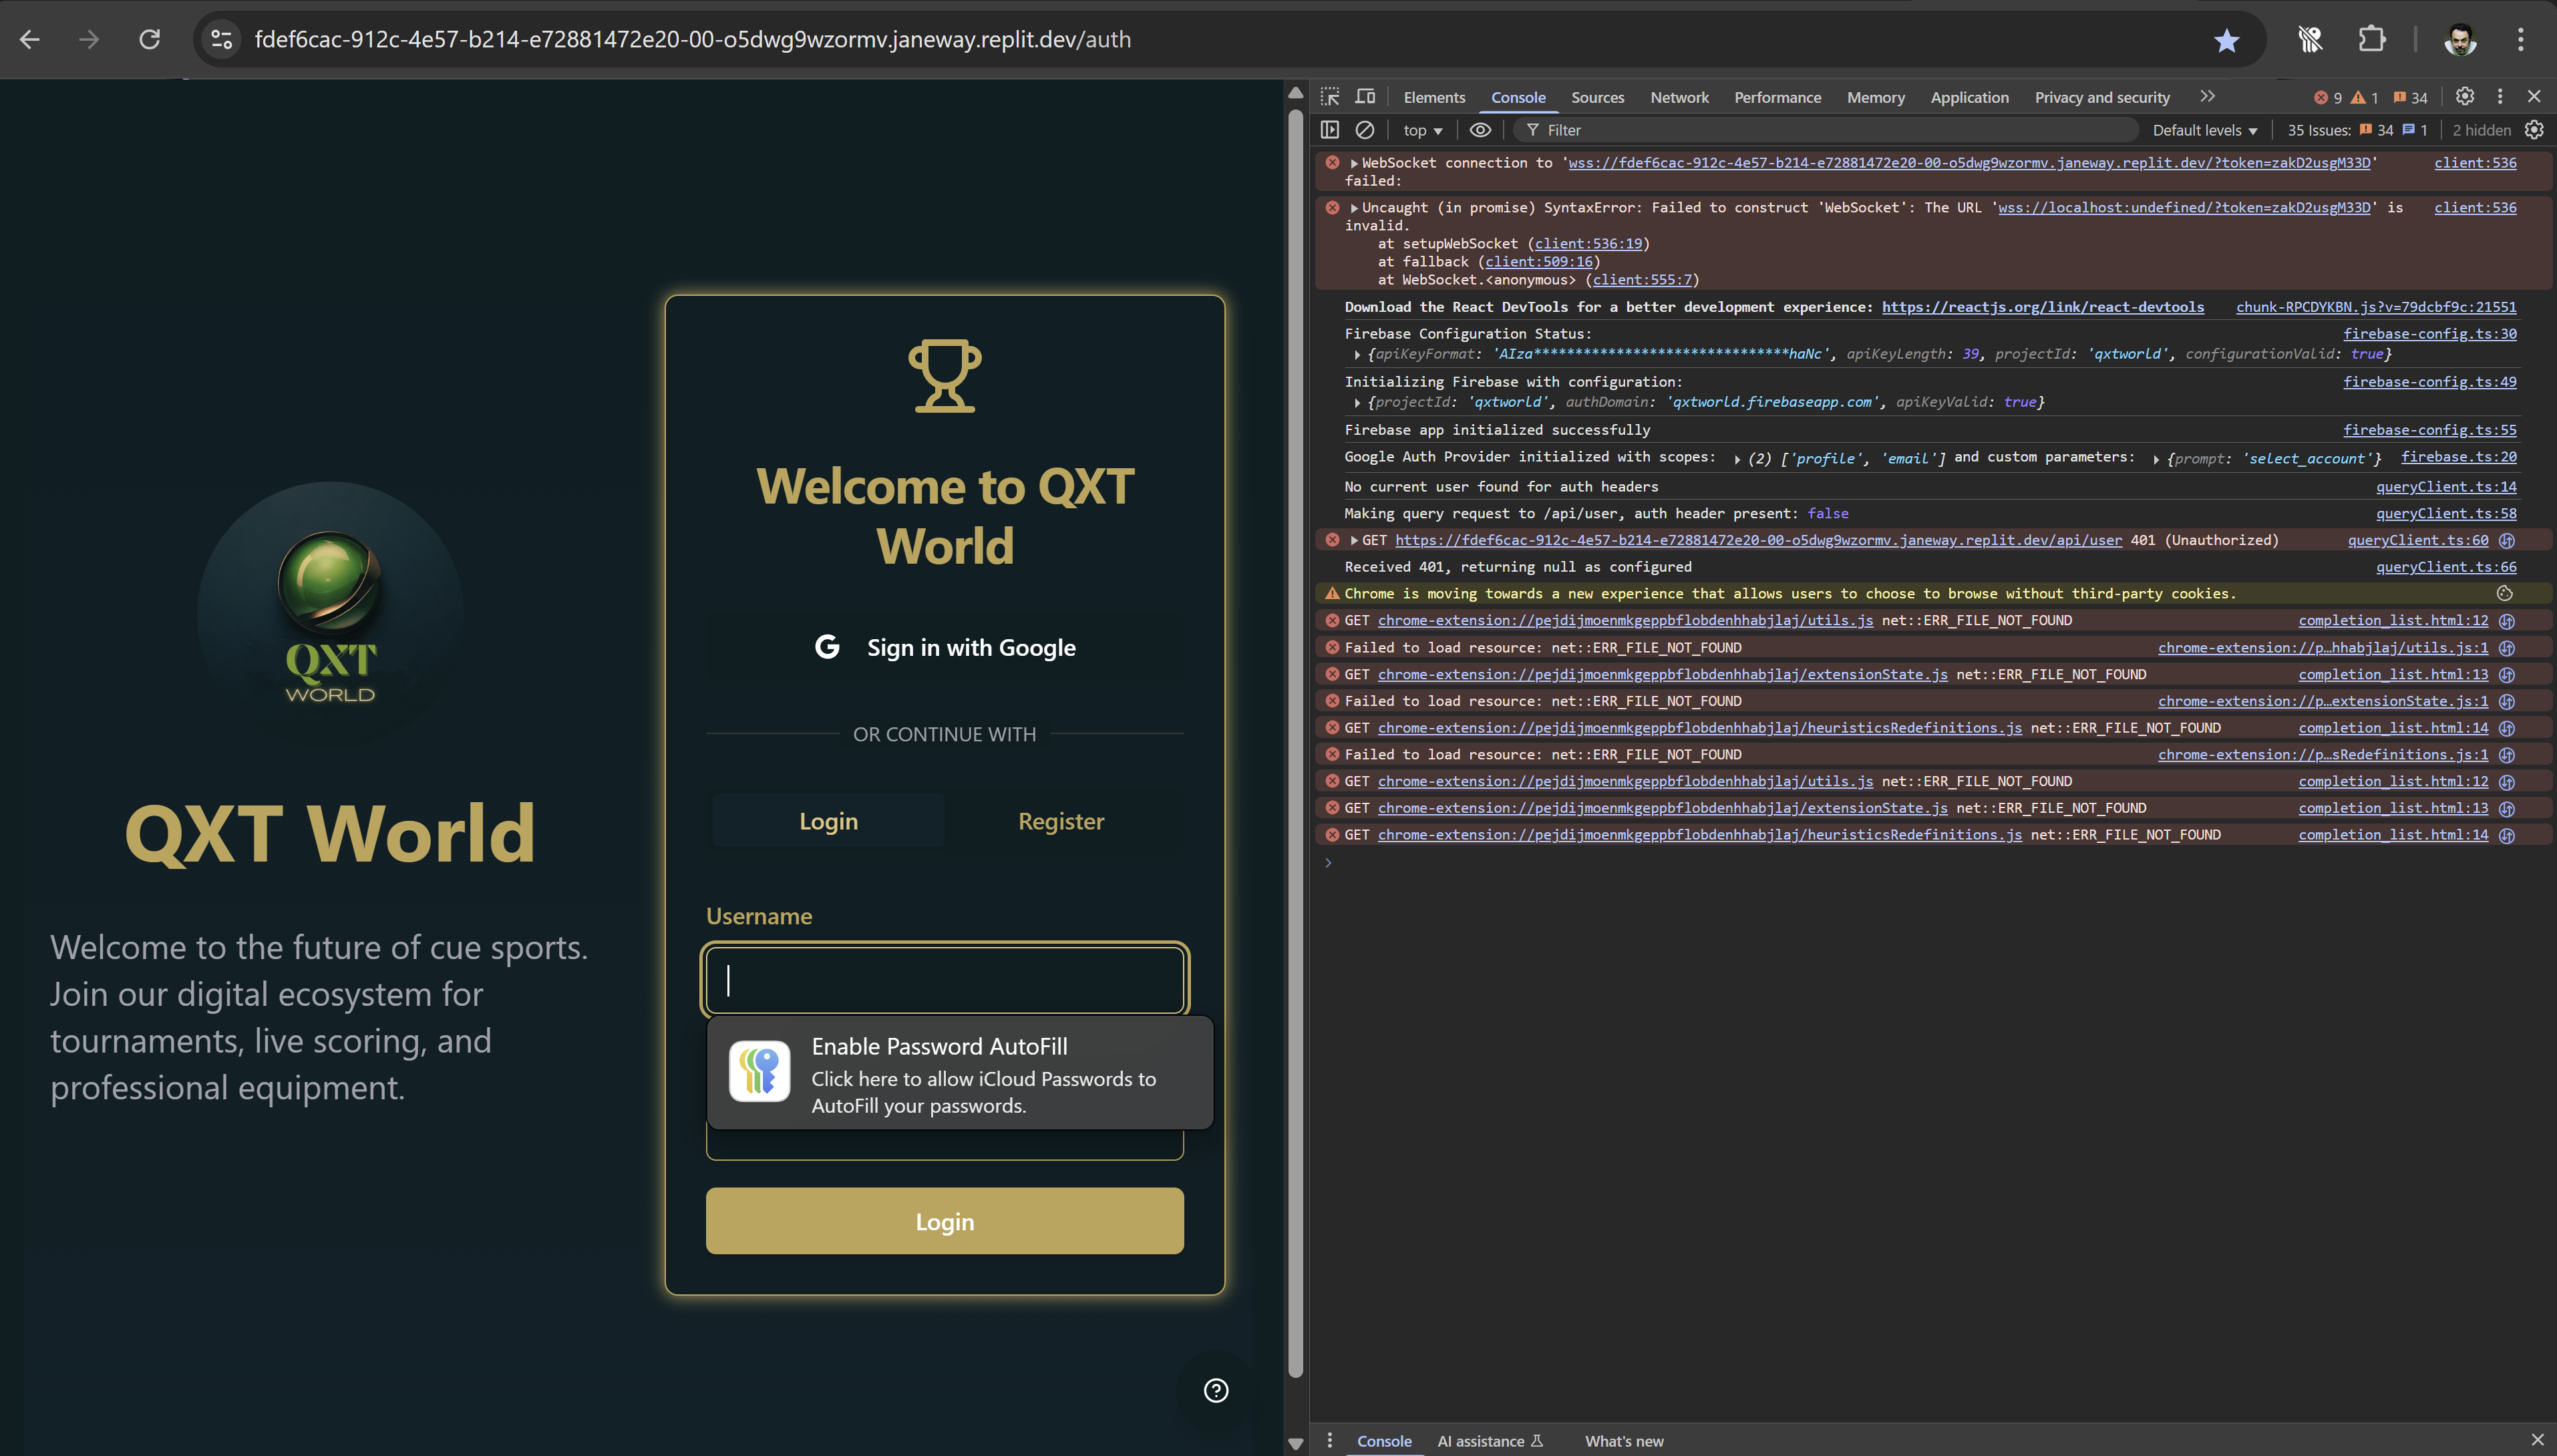 fdef6cac-912c-4e57-b214-e72881472e20-00-o5dwg9wzormv.janeway.replit.dev/auth
QXT
WORLD
QXT World
Welcome to the future of cue sports.
Join our digital ecosystem for
tournaments, live scoring, and
professional equipment.
Welcome to QXT
World
G Sign in with Google
OR CONTINUE WITH
Login Register
Username
Enable Password AutoFill
Click here to allow iCloud Passwords to
AutoFill your passwords.
Login
Elements Console Sources Network Performance Memory Application Privacy and security 9 1 34
top Filter Default levels 35 Issues: 34 1 2 hidden
WebSocket connection to 'wss://fdef6cac-912c-4e57-b214-e72881472e20-00-o5dwg9wzormv.janeway.replit.dev/?token=zakD2usgM33D' client:536
failed:
Uncaught (in promise) SyntaxError: Failed to construct 'WebSocket': The URL 'wss://localhost:undefined/?token=zakD2usgM33D' is client:536
invalid.
at setupWebSocket (client:536:19)
at fallback (client:509:16)
at WebSocket.<anonymous> (client:555:7)
Download the React DevTools for a better development experience: https://reactjs.org/link/react-devtools chunk-RPCDYKBN.js?v=79dcbf9c:21551
Firebase Configuration Status: firebase-config.ts:30
{apiKeyFormat: 'AIza*******************************haNc', apiKeyLength: 39, projectId: 'qxtworld', configurationValid: true}
Initializing Firebase with configuration: firebase-config.ts:49
{projectId: 'qxtworld', authDomain: 'qxtworld.firebaseapp.com', apiKeyValid: true}
Firebase app initialized successfully firebase-config.ts:55
Google Auth Provider initialized with scopes: (2) ['profile', 'email'] and custom parameters: {prompt: 'select_account'} firebase.ts:20
No current user found for auth headers queryClient.ts:14
Making query request to /api/user, auth header present: false queryClient.ts:58
GET https://fdef6cac-912c-4e57-b214-e72881472e20-00-o5dwg9wzormv.janeway.replit.dev/api/user 401 (Unauthorized) queryClient.ts:60
Received 401, returning null as configured queryClient.ts:66
Chrome is moving towards a new experience that allows users to choose to browse without third-party cookies.
GET chrome-extension://pejdijmoenmkgeppbflobdenhhabjlaj/utils.js net::ERR_FILE_NOT_FOUND completion_list.html:12
Failed to load resource: net::ERR_FILE_NOT_FOUND chrome-extension://p…hhabjlaj/utils.js:1
GET chrome-extension://pejdijmoenmkgeppbflobdenhhabjlaj/extensionState.js net::ERR_FILE_NOT_FOUND completion_list.html:13
Failed to load resource: net::ERR_FILE_NOT_FOUND chrome-extension://p…extensionState.js:1
GET chrome-extension://pejdijmoenmkgeppbflobdenhhabjlaj/heuristicsRedefinitions.js net::ERR_FILE_NOT_FOUND completion_list.html:14
Failed to load resource: net::ERR_FILE_NOT_FOUND chrome-extension://p…sRedefinitions.js:1
GET chrome-extension://pejdijmoenmkgeppbflobdenhhabjlaj/utils.js net::ERR_FILE_NOT_FOUND completion_list.html:12
GET chrome-extension://pejdijmoenmkgeppbflobdenhhabjlaj/extensionState.js net::ERR_FILE_NOT_FOUND completion_list.html:13
GET chrome-extension://pejdijmoenmkgeppbflobdenhhabjlaj/heuristicsRedefinitions.js net::ERR_FILE_NOT_FOUND completion_list.html:14
Console AI assistance What's new